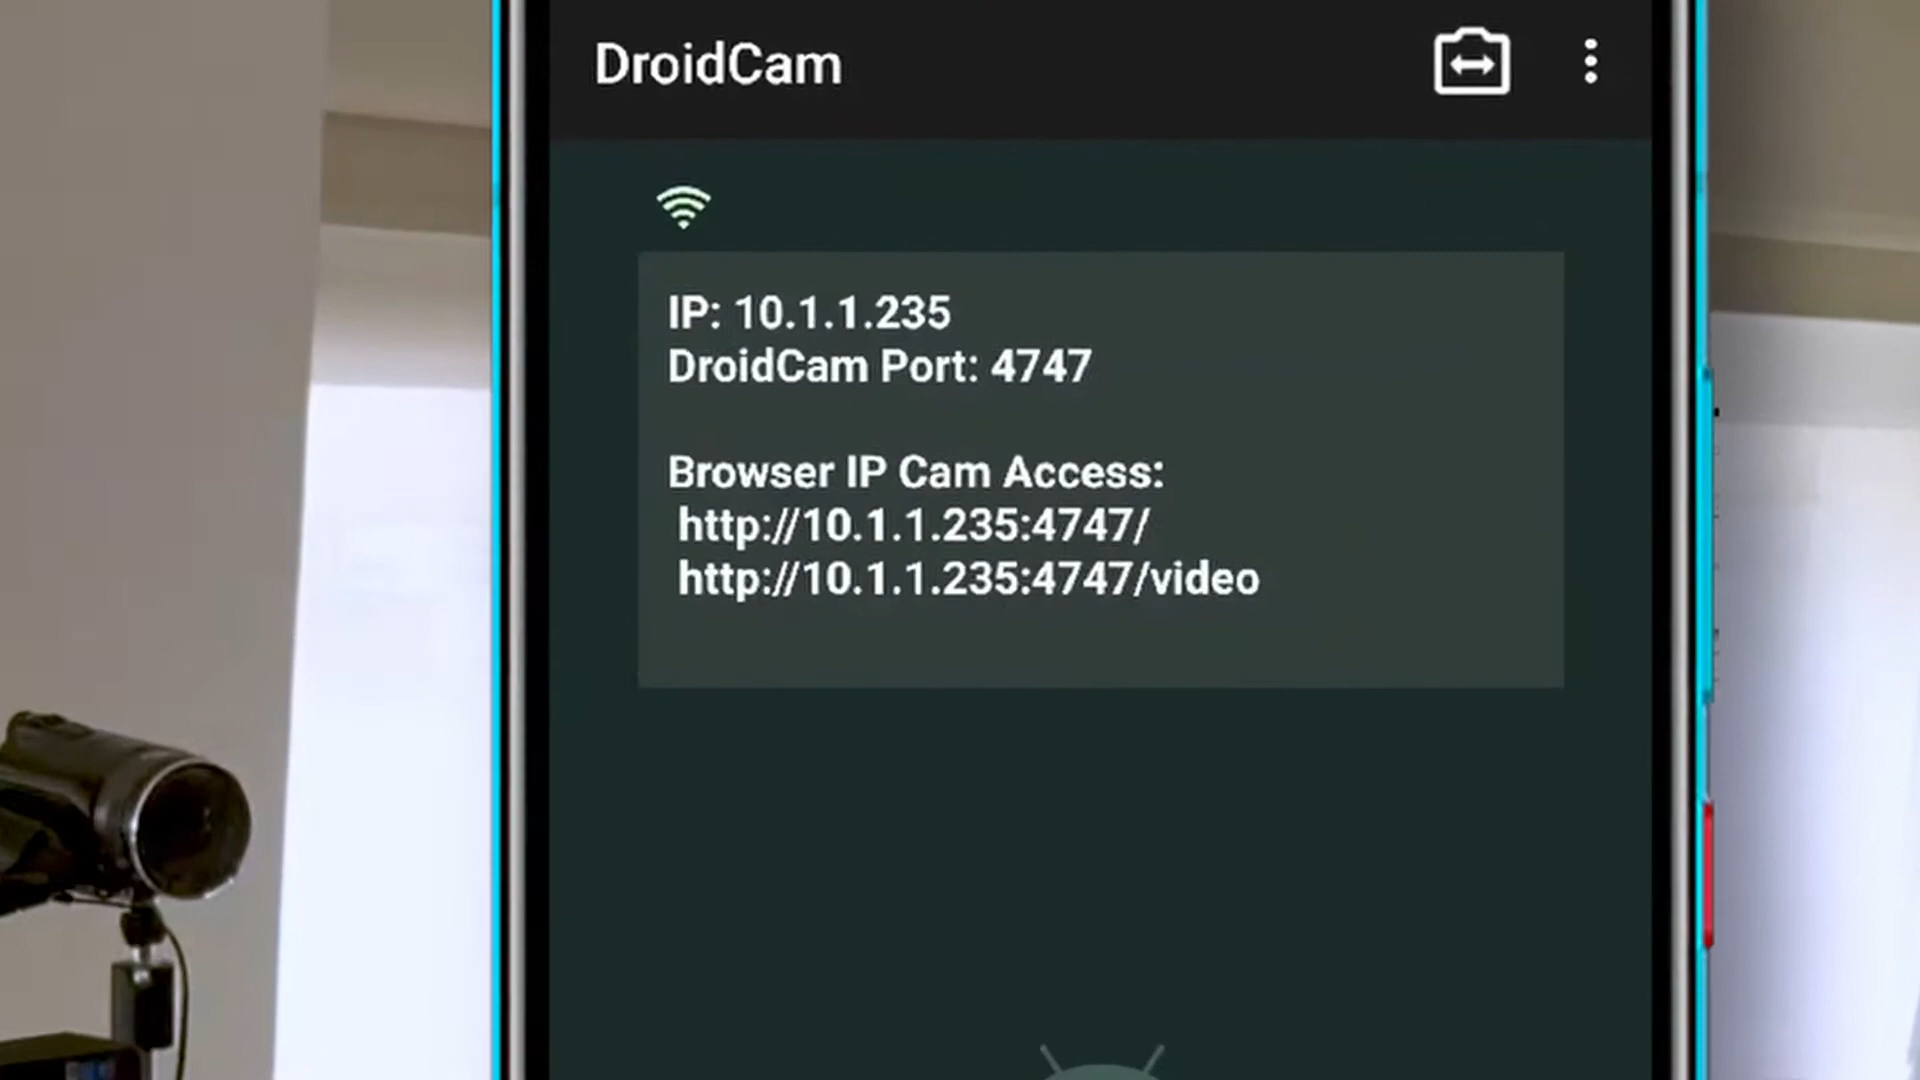 DroidCam
IP: 10.1.1.235
DroidCam Port: 4747
Browser IP Cam Access:
http://10.1.1.235:4747/
http://10.1.1.235:4747/video